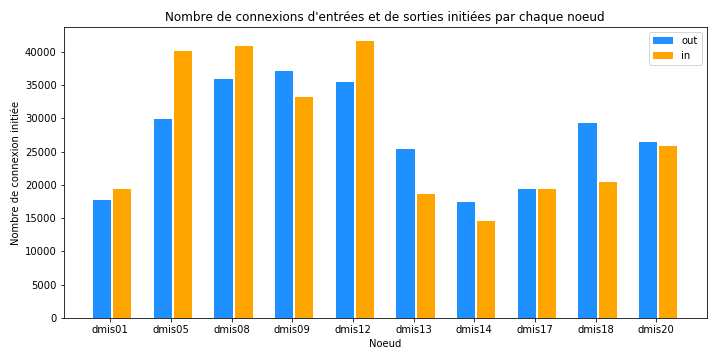 Nombre de connexions d'entrées et de sorties initiées par chaque noeud
out
in
Nombre de connexion initiée
40000
35000
30000
25000
20000
15000
10000
5000
0
dmis01 dmis05 dmis08 dmis09 dmis12 dmis13 dmis14 dmis17 dmis18 dmis20
Noeud